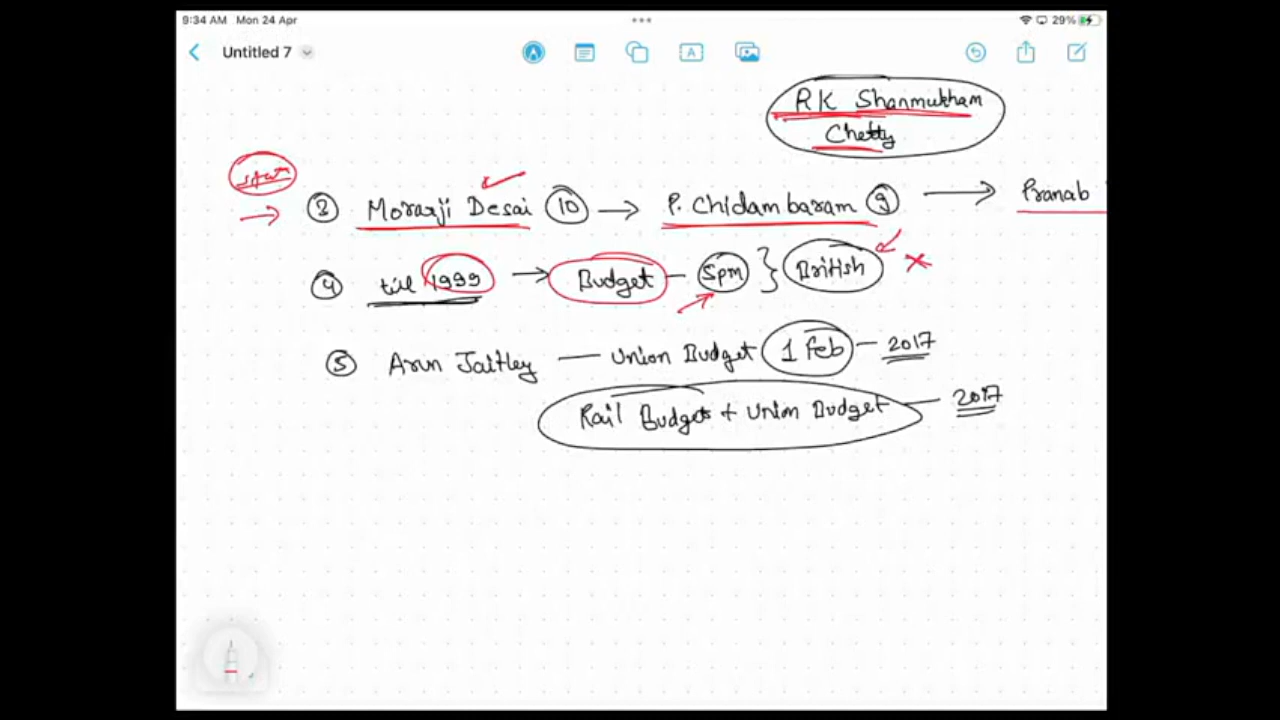 9:34 AM Mon 24 Apr
29%
Untitled 7
A
RK Shanmukham
Chetty
3 Morarji Desai 10 → P. Chidambaram 9 → Pranab
4 till 1999 → Budget - 5pm } British ×
5 Arun Jaitley — Union Budget 1 Feb - 2017
Rail Budget + Union Budget - 2017